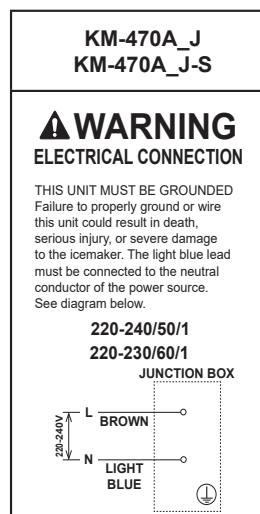 KM-470A_J
KM-470A_J-S
WARNING
ELECTRICAL CONNECTION
THIS UNIT MUST BE GROUNDED
Failure to properly ground or wire
this unit could result in death,
serious injury, or severe damage
to the icemaker. The light blue lead
must be connected to the neutral
conductor of the power source.
See diagram below.
220-240/50/1
220-230/60/1
JUNCTION BOX
220-240V
L
BROWN
N
LIGHT
BLUE